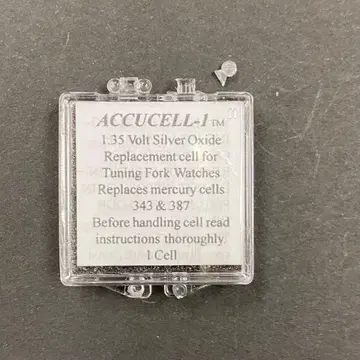 ACCUCELL-1 TM
1.35 Volt Silver Oxide
Replacement cell for
Tuning Fork Watches
Replaces mercury cells
343 & 387
Before handling cell read
instructions thoroughly.
1 Cell